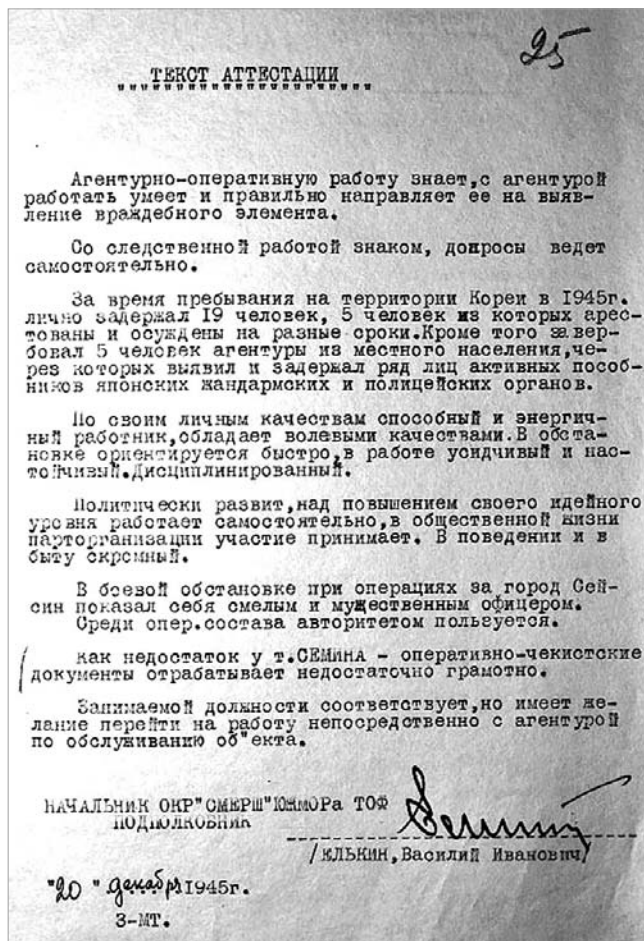 25
ТЕКСТ АТТЕСТАЦИИ
Агентурно-оперативную работу знает,с агентурой
работать умеет и правильно направляет ее на выяв-
ление враждебного элемента.
Со следственной работой знаком, допросы ведет
самостоятельно.
За время пребывания на территории Кореи в 1945г.
лично задержал 19 человек, 5 человек из которых арес-
тованы и осуждены на разные сроки.Кроме того завер-
бовал 5 человек агентуры из местного населения,че-
рез которых выявил и задержал ряд лиц активных пособ-
ников японских жандармских и полицейских органов.
По своим личным качествам способный и энергич-
ный работник,обладает волевыми качествами.В обста-
новке ориентируется быстро,в работе усидчивый и нас-
тойчивый.Дисциплинированный.
Политически развит,над повышением своего идейного
уровня работает самостоятельно,в общественной жизни
парторганизации участие принимает. В поведении и в
быту скромный.
В боевой обстановке при операциях за город Сей-
син показал себя смелым и мужественным офицером.
Среди опер.состава авторитетом пользуется.
Как недостаток у т.СЕМИНА - оперативно-чекистские
документы отрабатывает недостаточно грамотно.
Занимаемой должности соответствует,но имеет же-
лание перейти на работу непосредственно с агентурой
по обслуживанию об"екта.
НАЧАЛЬНИК ОКР"СМЕРШ"ЮЖМОРа ТОФ
ПОДПОЛКОВНИК
/ЕЛЬКИН,Василий Иванович/
"20 " декабря 1945г.
3-МТ.